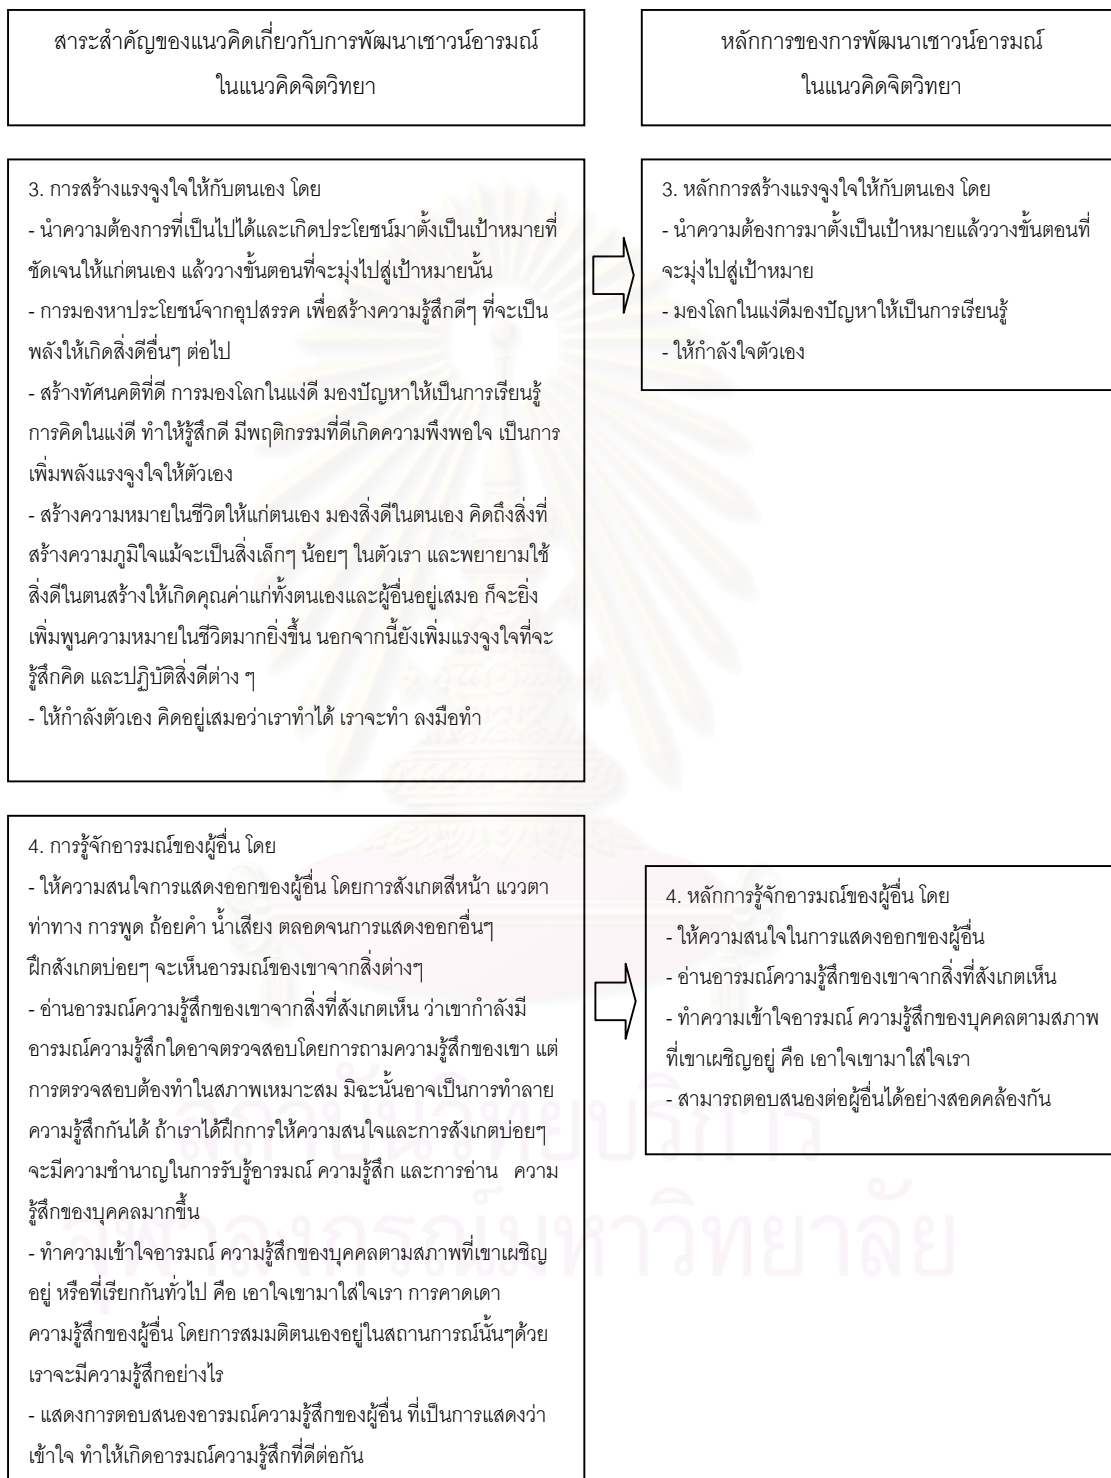 สาระสำคัญของแนวคิดเกี่ยวกับการพัฒนาเชาวน์อารมณ์
ในแนวคิดจิตวิทยา
หลักการของการพัฒนาเชาวน์อารมณ์
ในแนวคิดจิตวิทยา
3. การสร้างแรงจูงใจให้กับตนเอง โดย
- นำความต้องการที่เป็นไปได้และเกิดประโยชน์มาตั้งเป็นเป้าหมายที่
ชัดเจนให้แก่ตนเอง แล้ววางขั้นตอนที่จะมุ่งไปสู่เป้าหมายนั้น
- การมองหาประโยชน์จากอุปสรรค เพื่อสร้างความรู้สึกดีๆ ที่จะเป็น
พลังให้เกิดสิ่งดีอื่นๆ ต่อไป
- สร้างทัศนคติที่ดี การมองโลกในแง่ดี มองปัญหาให้เป็นการเรียนรู้
การคิดในแง่ดี ทำให้รู้สึกดี มีพฤติกรรมที่ดีเกิดความพึงพอใจ เป็นการ
เพิ่มพลังแรงจูงใจให้ตัวเอง
- สร้างความหมายในชีวิตให้แก่ตนเอง มองสิ่งดีในตนเอง คิดถึงสิ่งที่
สร้างความภูมิใจแม้จะเป็นสิ่งเล็กๆ น้อยๆ ในตัวเรา และพยายามใช้
สิ่งดีในตนสร้างให้เกิดคุณค่าแก่ทั้งตนเองและผู้อื่นอยู่เสมอ ก็จะยิ่ง
เพิ่มพูนความหมายในชีวิตมากยิ่งขึ้น นอกจากนี้ยังเพิ่มแรงจูงใจที่จะ
รู้สึกคิด และปฏิบัติสิ่งดีต่าง ๆ
- ให้กำลังตัวเอง คิดอยู่เสมอว่าเราทำได้ เราจะทำ ลงมือทำ
3. หลักการสร้างแรงจูงใจให้กับตนเอง โดย
- นำความต้องการมาตั้งเป็นเป้าหมายแล้ววางขั้นตอนที่
จะมุ่งไปสู่เป้าหมาย
- มองโลกในแง่ดีมองปัญหาให้เป็นการเรียนรู้
- ให้กำลังใจตัวเอง
4. การรู้จักอารมณ์ของผู้อื่น โดย
- ให้ความสนใจการแสดงออกของผู้อื่น โดยการสังเกตสีหน้า แววตา
ท่าทาง การพูด ถ้อยคำ น้ำเสียง ตลอดจนการแสดงออกอื่นๆ
ฝึกสังเกตบ่อยๆ จะเห็นอารมณ์ของเขาจากสิ่งต่างๆ
- อ่านอารมณ์ความรู้สึกของเขาจากสิ่งที่สังเกตเห็น ว่าเขากำลังมี
อารมณ์ความรู้สึกใดอาจตรวจสอบโดยการถามความรู้สึกของเขา แต่
การตรวจสอบต้องทำในสภาพเหมาะสม มิฉะนั้นอาจเป็นการทำลาย
ความรู้สึกกันได้ ถ้าเราได้ฝึกการให้ความสนใจและการสังเกตบ่อยๆ
จะมีความชำนาญในการรับรู้อารมณ์ ความรู้สึก และการอ่าน ความ
รู้สึกของบุคคลมากขึ้น
- ทำความเข้าใจอารมณ์ ความรู้สึกของบุคคลตามสภาพที่เขาเผชิญ
อยู่ หรือที่เรียกกันทั่วไป คือ เอาใจเขามาใส่ใจเรา การคาดเดา
ความรู้สึกของผู้อื่น โดยการสมมติตนเองอยู่ในสถานการณ์นั้นๆด้วย
เราจะมีความรู้สึกอย่างไร
- แสดงการตอบสนองอารมณ์ความรู้สึกของผู้อื่น ที่เป็นการแสดงว่า
เข้าใจ ทำให้เกิดอารมณ์ความรู้สึกที่ดีต่อกัน
4. หลักการรู้จักอารมณ์ของผู้อื่น โดย
- ให้ความสนใจในการแสดงออกของผู้อื่น
- อ่านอารมณ์ความรู้สึกของเขาจากสิ่งที่สังเกตเห็น
- ทำความเข้าใจอารมณ์ ความรู้สึกของบุคคลตามสภาพ
ที่เขาเผชิญอยู่ คือ เอาใจเขามาใส่ใจเรา
- สามารถตอบสนองต่อผู้อื่นได้อย่างสอดคล้องกัน
สถาบันวิทยบริการ
จุฬาลงกรณ์มหาวิทยาลัย